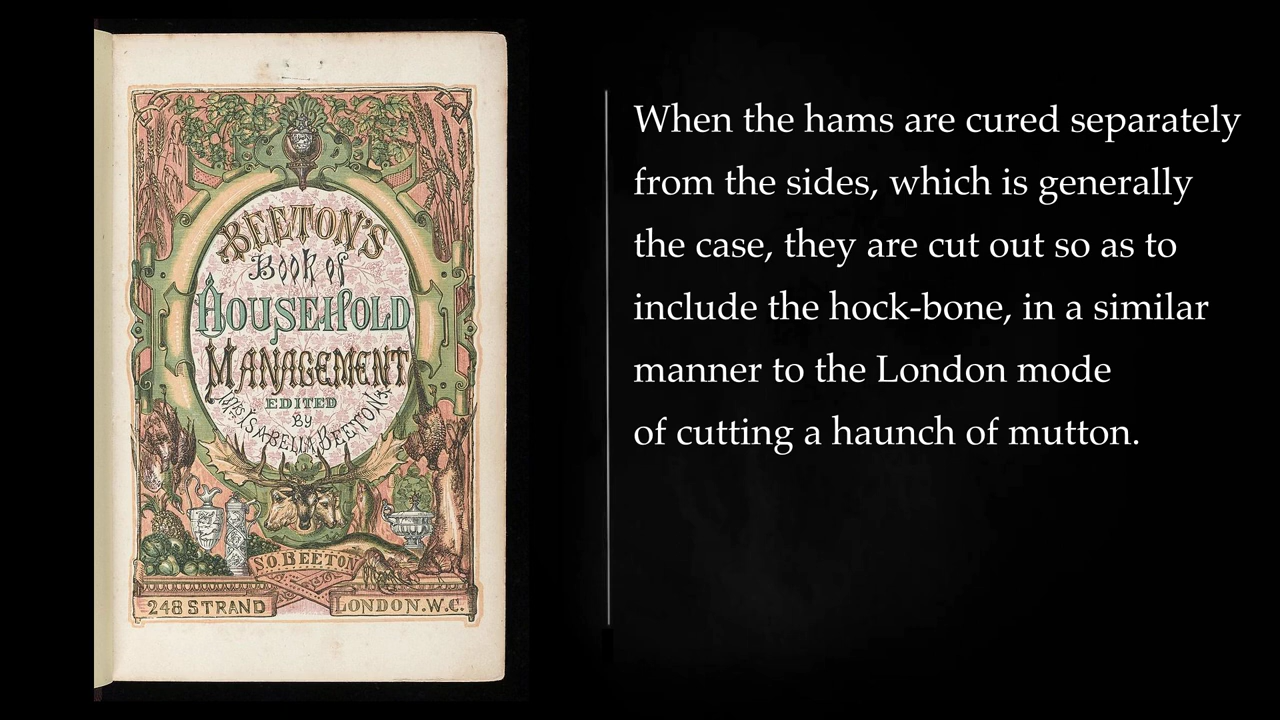 BEETON'S
Book of
HOUSEHOLD
MANAGEMENT
EDITED
BY
MRS ISABELLA BEETON
S.O. BEETON
248 STRAND
LONDON. W.C.
When the hams are cured separately
from the sides, which is generally
the case, they are cut out so as to
include the hock-bone, in a similar
manner to the London mode
of cutting a haunch of mutton.